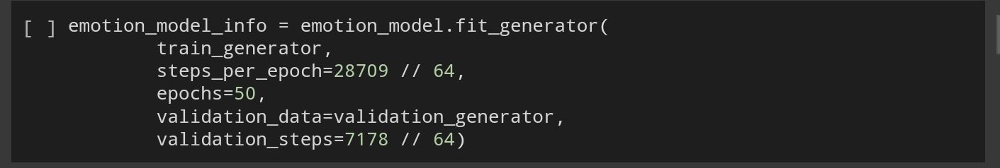 [ ] emotion_model_info = emotion_model.fit_generator(
        train_generator,
        steps_per_epoch=28709 // 64,
        epochs=50,
        validation_data=validation_generator,
        validation_steps=7178 // 64)